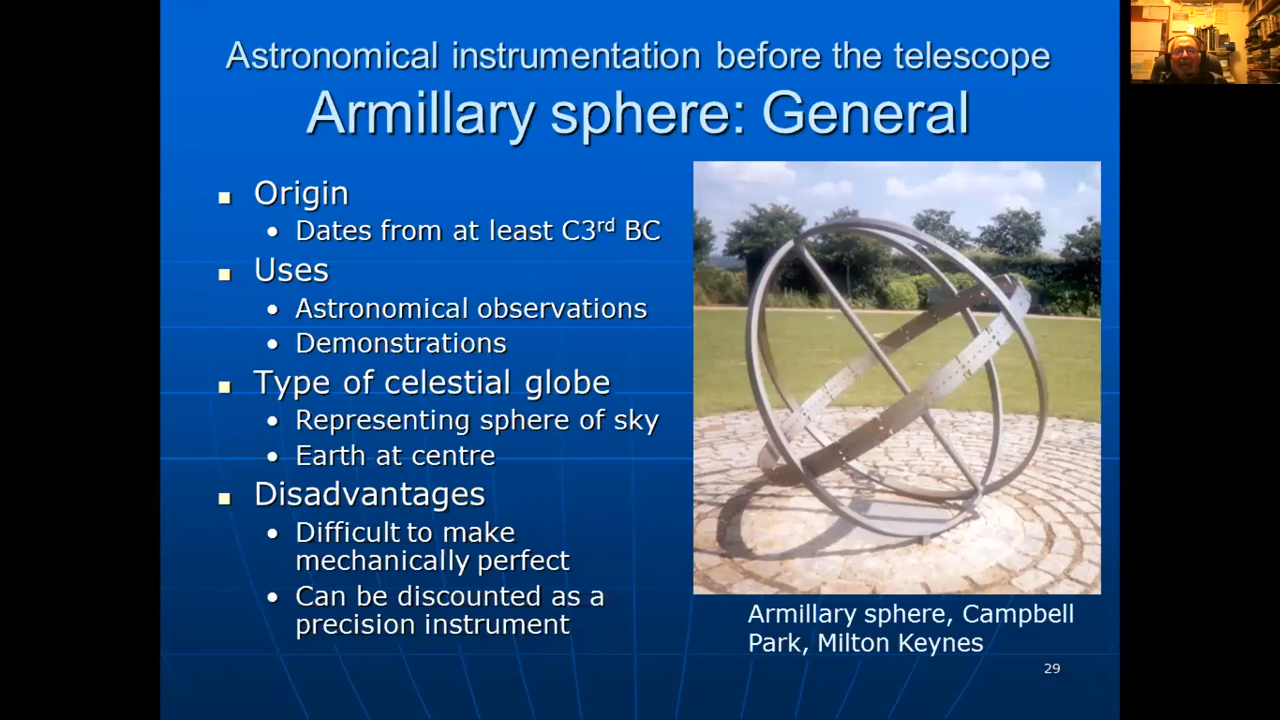 Astronomical instrumentation before the telescope
Armillary sphere: General
Origin
Dates from at least C3rd BC
Uses
Astronomical observations
Demonstrations
Type of celestial globe
Representing sphere of sky
Earth at centre
Disadvantages
Difficult to make
mechanically perfect
Can be discounted as a
precision instrument
Armillary sphere, Campbell
Park, Milton Keynes
29